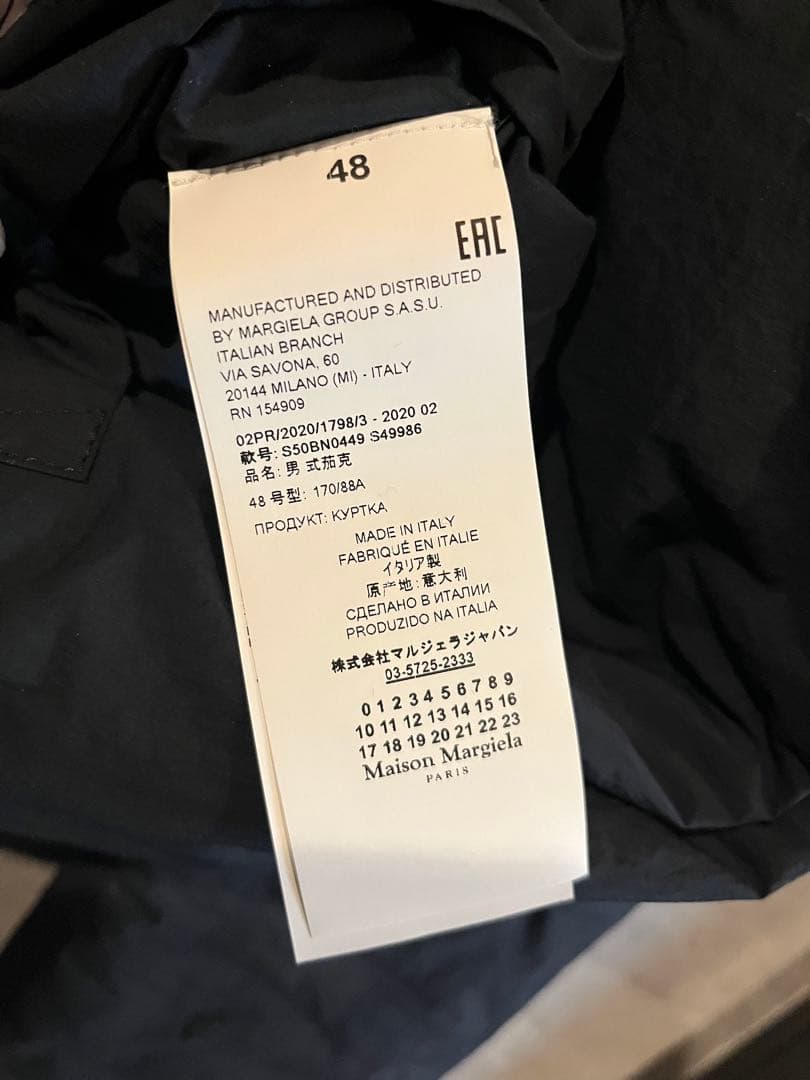 48
EAC
MANUFACTURED AND DISTRIBUTED
BY MARGIELA GROUP S.A.S.U.
ITALIAN BRANCH
VIA SAVONA, 60
20144 MILANO (MI) - ITALY
RN 154909
02PR/2020/1798/3 - 2020 02
款号: S50BN0449 S49986
品名: 男 式茄克
48 号型: 170/88A
ПРОДУКТ: КУРТКА
MADE IN ITALY
FABRIQUÉ EN ITALIE
イタリア製
原产地: 意大利
СДЕЛАНО В ИТАЛИИ
PRODUZIDO NA ITALIA
株式会社マルジェラジャパン
03-5725-2333
0 1 2 3 4 5 6 7 8 9
10 11 12 13 14 15 16
17 18 19 20 21 22 23
Maison Margiela
PARIS